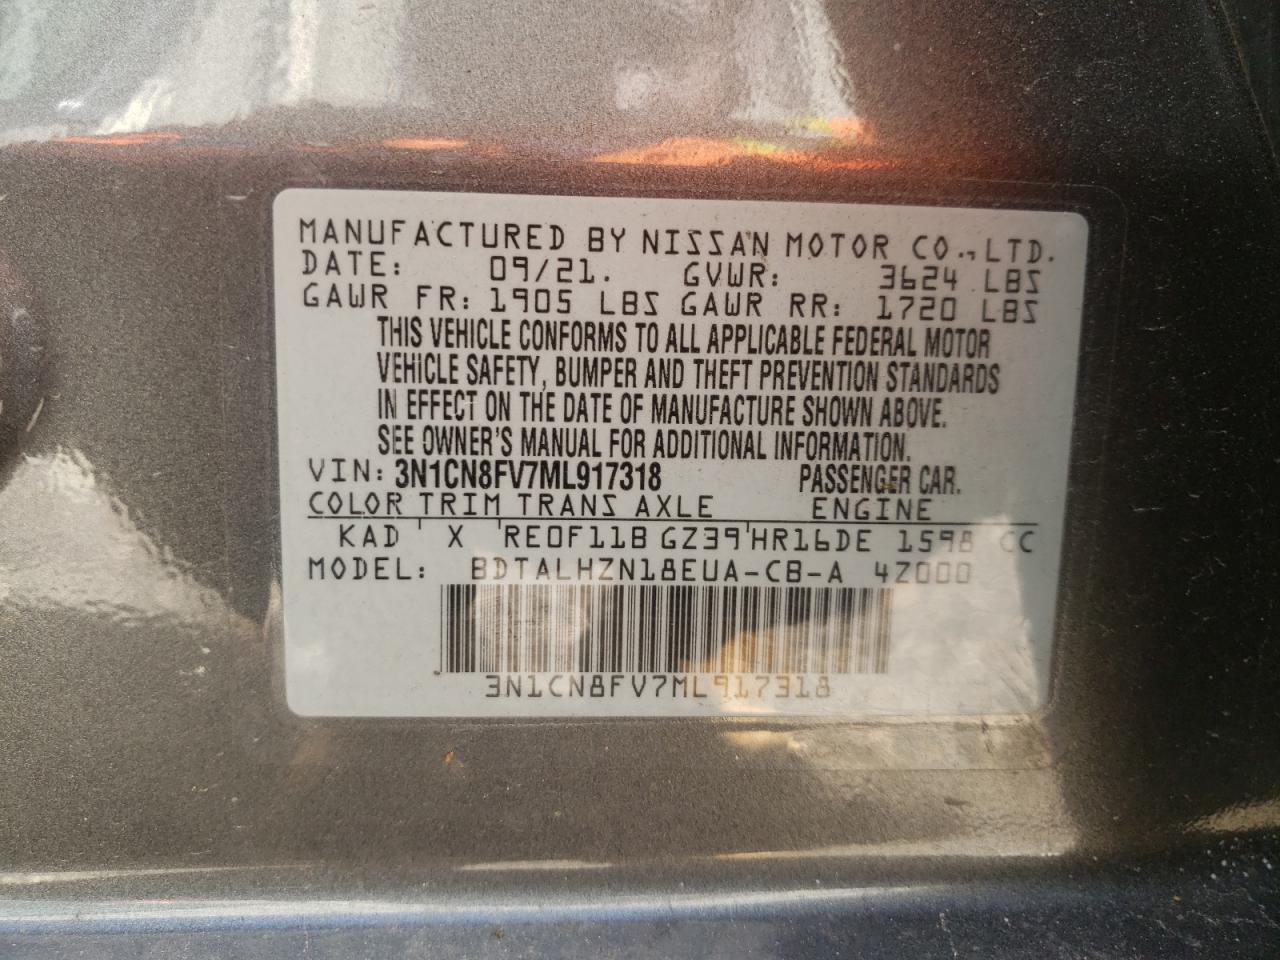 MANUFACTURED BY NISSAN MOTOR CO., LTD.
DATE: 09/21. GVWR: 3624 LBS
GAWR FR: 1905 LBS GAWR RR: 1720 LBS
THIS VEHICLE CONFORMS TO ALL APPLICABLE FEDERAL MOTOR
VEHICLE SAFETY, BUMPER AND THEFT PREVENTION STANDARDS
IN EFFECT ON THE DATE OF MANUFACTURE SHOWN ABOVE.
SEE OWNER'S MANUAL FOR ADDITIONAL INFORMATION.
VIN: 3N1CN8FV7ML917318 PASSENGER CAR.
COLOR TRIM TRANS AXLE ENGINE
KAD X RE0F11B GZ39 HR16DE 1598 CC
MODEL: BDTALHZN18EUA-CB-A 4Z000
3N1CN8FV7ML917318